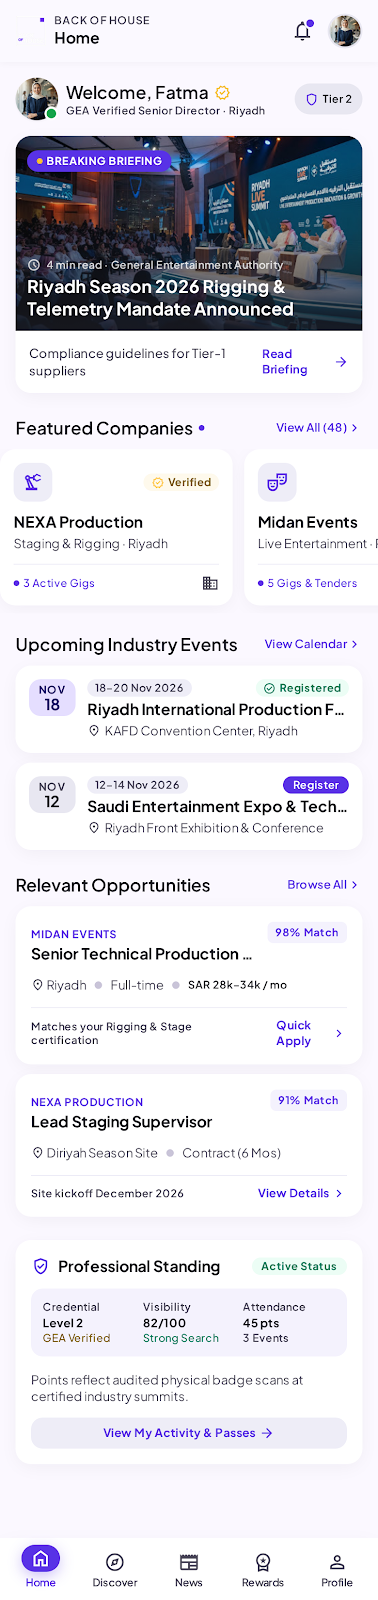 BACK OF HOUSE
Home
Welcome, Fatma
GEA Verified Senior Director · Riyadh
Tier 2
BREAKING BRIEFING
RIYADH
LIVE
SUMMIT
4 min read · General Entertainment Authority
Riyadh Season 2026 Rigging &
Telemetry Mandate Announced
Compliance guidelines for Tier-1
suppliers
Read
Briefing
Featured Companies
View All (48)
Verified
NEXA Production
Staging & Rigging · Riyadh
3 Active Gigs
Midan Events
Live Entertainment ·
5 Gigs & Tenders
Upcoming Industry Events
View Calendar
NOV
18
18–20 Nov 2026
Registered
Riyadh International Production F...
KAFD Convention Center, Riyadh
NOV
12
12–14 Nov 2026
Register
Saudi Entertainment Expo & Tech...
Riyadh Front Exhibition & Conference
Relevant Opportunities
Browse All
MIDAN EVENTS
98% Match
Senior Technical Production ...
Riyadh
Full-time
SAR 28k–34k / mo
Matches your Rigging & Stage
certification
Quick
Apply
NEXA PRODUCTION
91% Match
Lead Staging Supervisor
Diriyah Season Site
Contract (6 Mos)
Site kickoff December 2026
View Details
Professional Standing
Active Status
Credential
Level 2
GEA Verified
Visibility
82/100
Strong Search
Attendance
45 pts
3 Events
Points reflect audited physical badge scans at
certified industry summits.
View My Activity & Passes
Home
Discover
News
Rewards
Profile